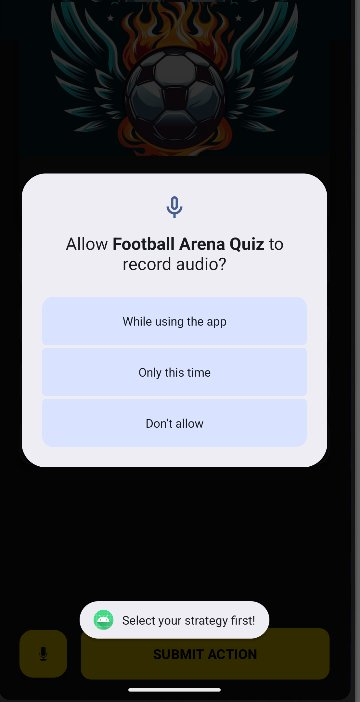 Allow Football Arena Quiz to
record audio?
While using the app
Only this time
Don't allow
Select your strategy first!
SUBMIT ACTION